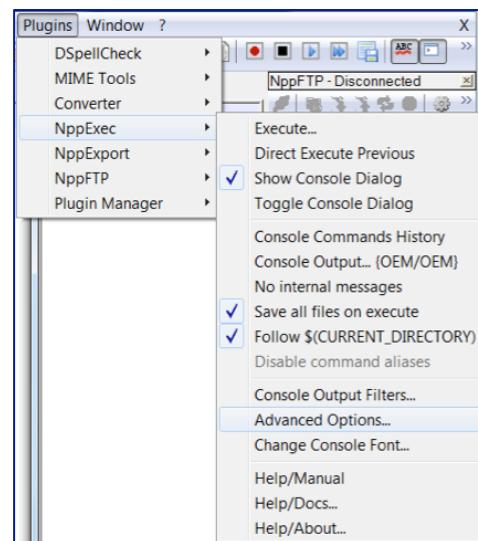 Plugins Window ? X
ABC
NppFTP - Disconnected
DSpellCheck
MIME Tools
Converter
NppExec
NppExport
NppFTP
Plugin Manager
Execute...
Direct Execute Previous
Show Console Dialog
Toggle Console Dialog
Console Commands History
Console Output... {OEM/OEM}
No internal messages
Save all files on execute
Follow $(CURRENT_DIRECTORY)
Disable command aliases
Console Output Filters...
Advanced Options...
Change Console Font...
Help/Manual
Help/Docs...
Help/About...